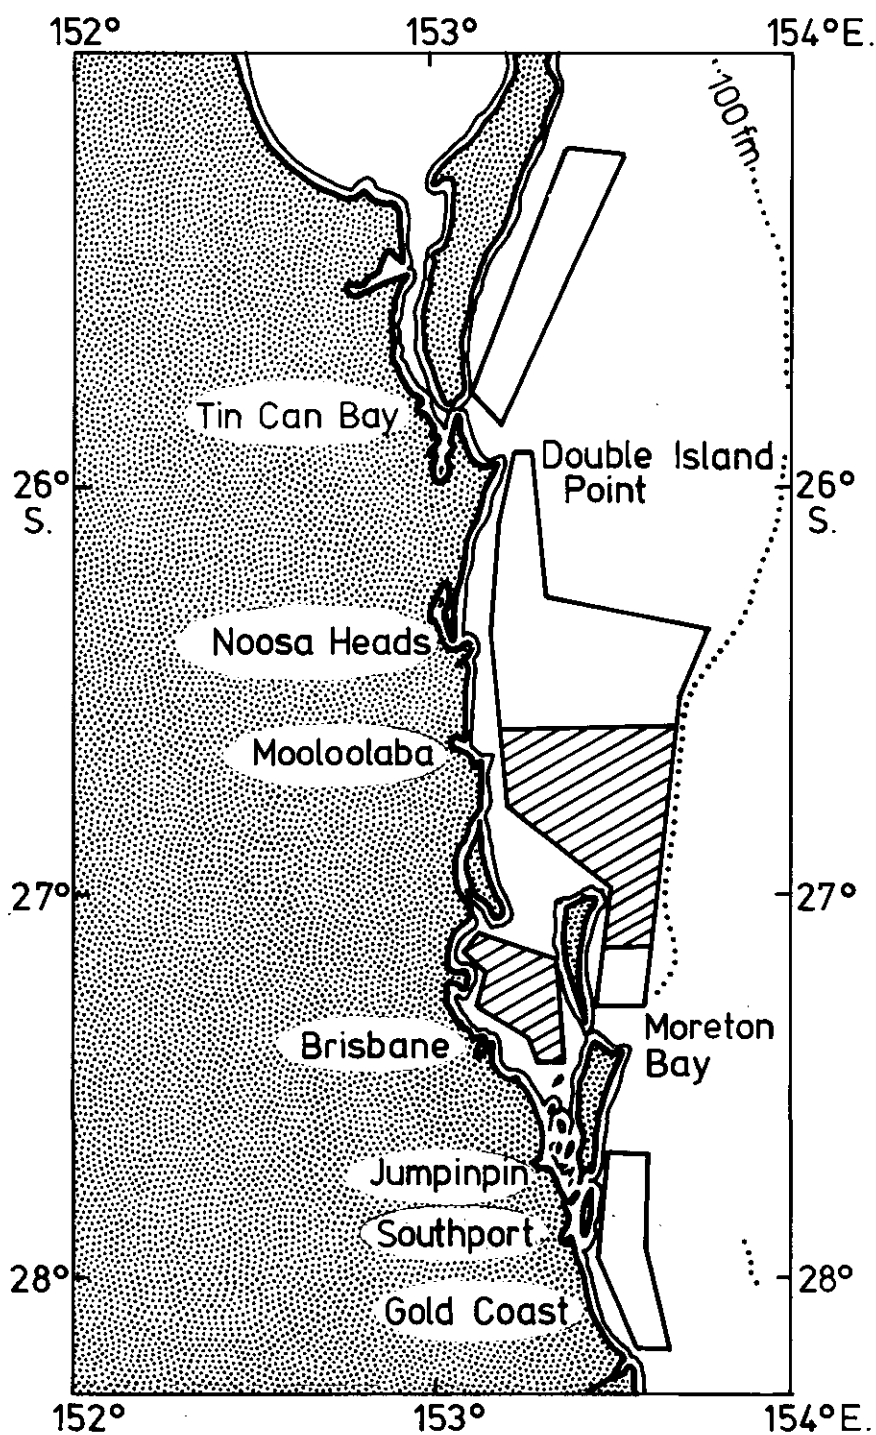 152°
153°
154°E.
100fm.
Tin Can Bay
Double Island
Point
26°
S.
26°
S.
Noosa Heads
Mooloolaba
27°
27°
Moreton
Bay
Brisbane
Jumpinpin
Southport
28°
28°
Gold Coast
152°
153°
154°E.